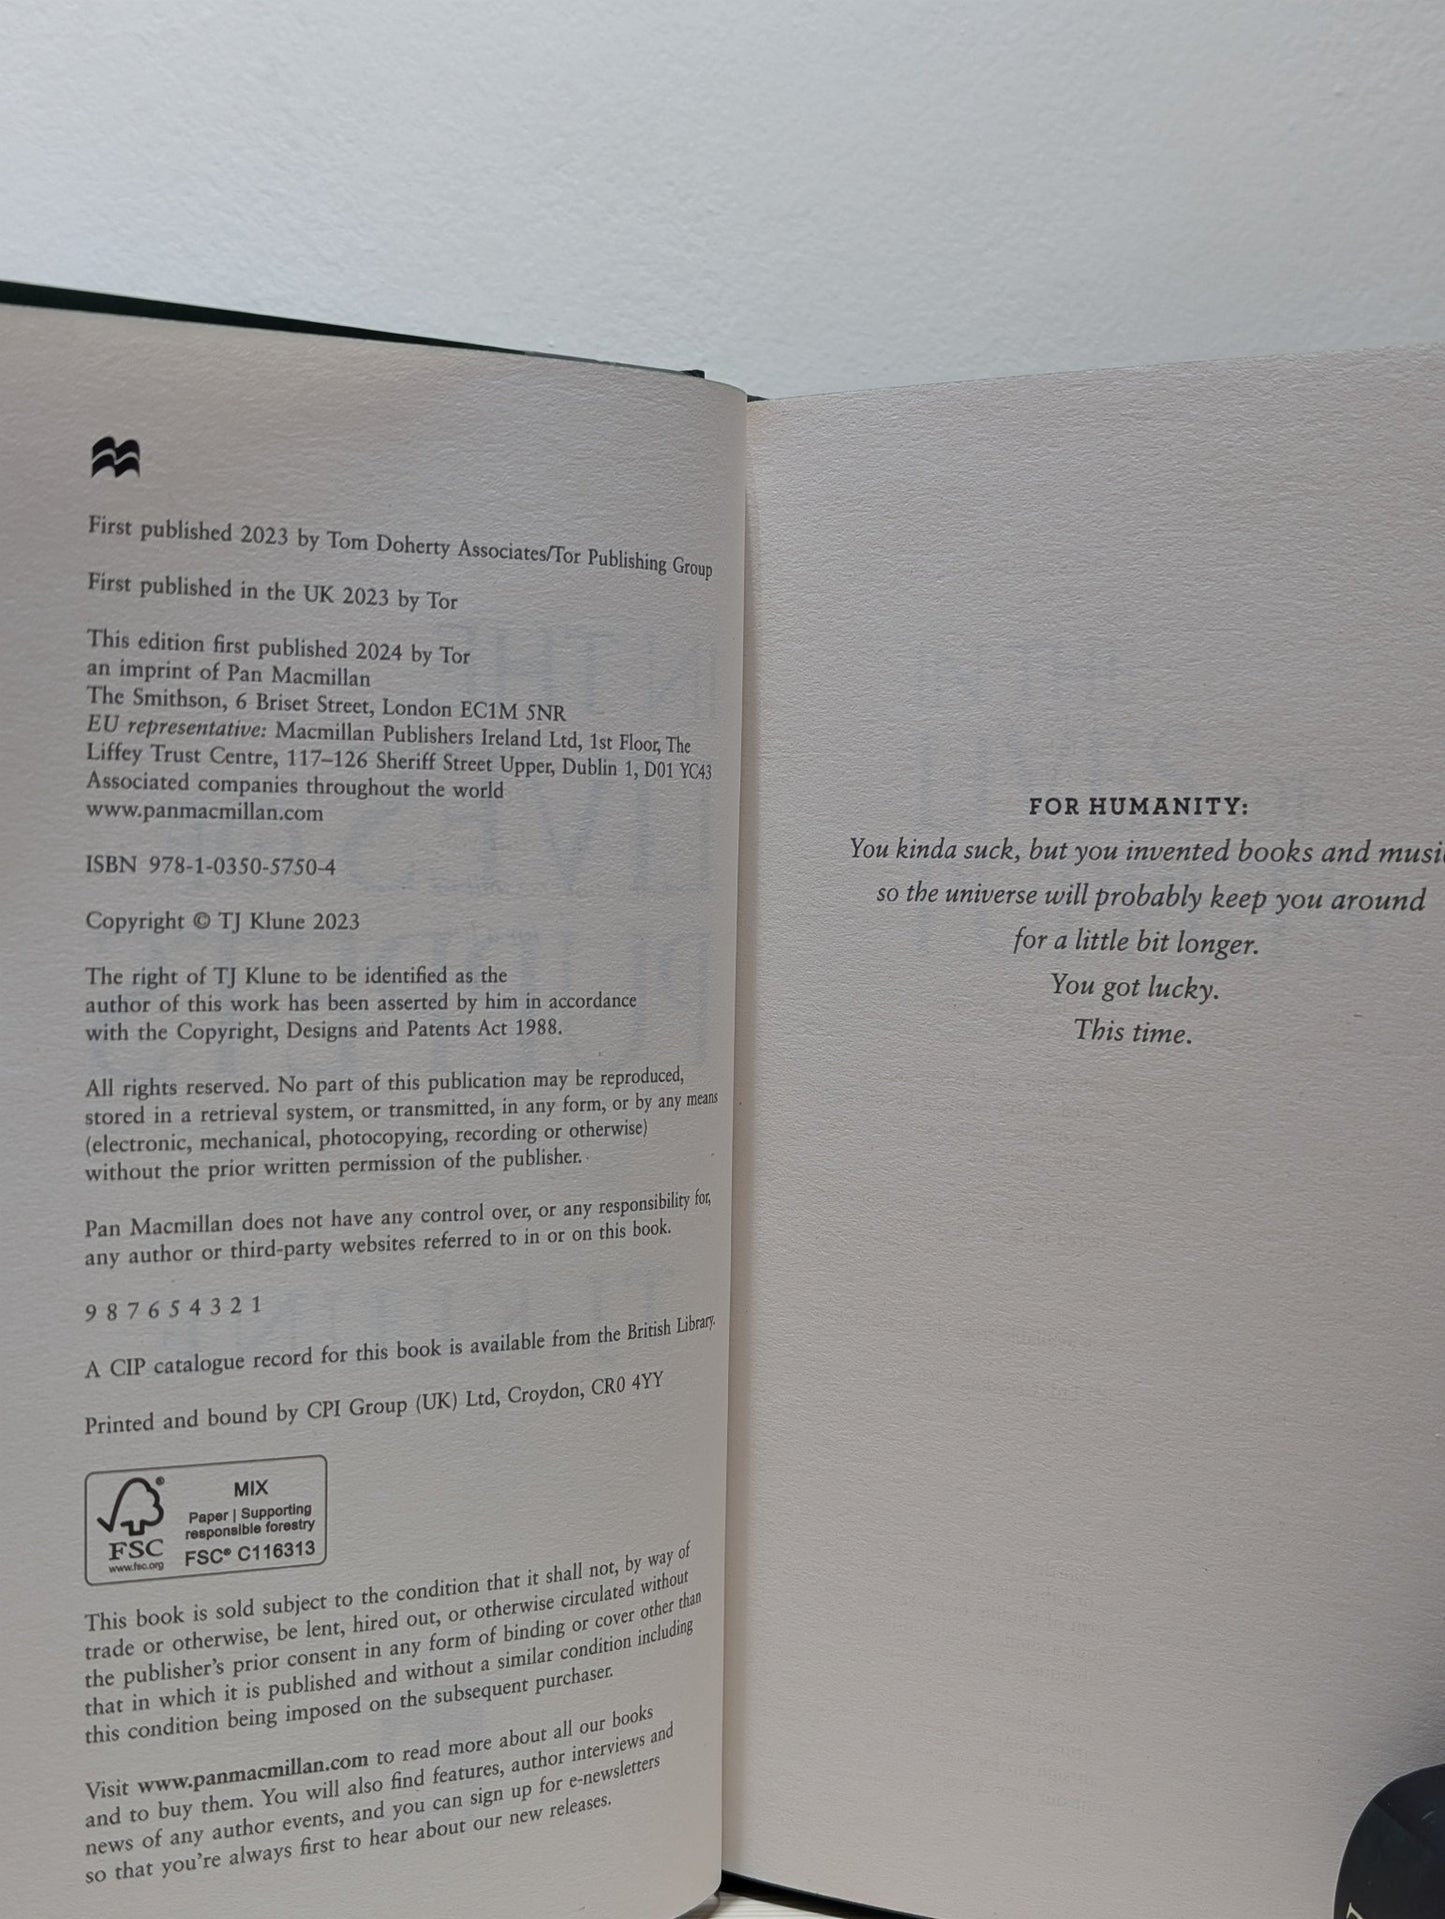 First published 2023 by Tom Doherty Associates/Tor Publishing Group
First published in the UK 2023 by Tor
This edition first published 2024 by Tor
an imprint of Pan Macmillan
The Smithson, 6 Briset Street, London EC1M 5NR
EU representative: Macmillan Publishers Ireland Ltd, 1st Floor, The
Liffey Trust Centre, 117–126 Sheriff Street Upper, Dublin 1, D01 YC43
Associated companies throughout the world
www.panmacmillan.com
ISBN 978-1-0350-5750-4
Copyright © TJ Klune 2023
The right of TJ Klune to be identified as the
author of this work has been asserted by him in accordance
with the Copyright, Designs and Patents Act 1988.
All rights reserved. No part of this publication may be reproduced,
stored in a retrieval system, or transmitted, in any form, or by any means
(electronic, mechanical, photocopying, recording or otherwise)
without the prior written permission of the publisher.
Pan Macmillan does not have any control over, or any responsibility for,
any author or third-party websites referred to in or on this book.
9 8 7 6 5 4 3 2 1
A CIP catalogue record for this book is available from the British Library.
Printed and bound by CPI Group (UK) Ltd, Croydon, CR0 4YY
FSC
www.fsc.org
MIX
Paper | Supporting
responsible forestry
FSC® C116313
This book is sold subject to the condition that it shall not, by way of
trade or otherwise, be lent, hired out, or otherwise circulated without
the publisher's prior consent in any form of binding or cover other than
that in which it is published and without a similar condition including
this condition being imposed on the subsequent purchaser.
Visit www.panmacmillan.com to read more about all our books
and to buy them. You will also find features, author interviews and
news of any author events, and you can sign up for e-newsletters
so that you're always first to hear about our new releases.
FOR HUMANITY:
You kinda suck, but you invented books and musi
so the universe will probably keep you around
for a little bit longer.
You got lucky.
This time.